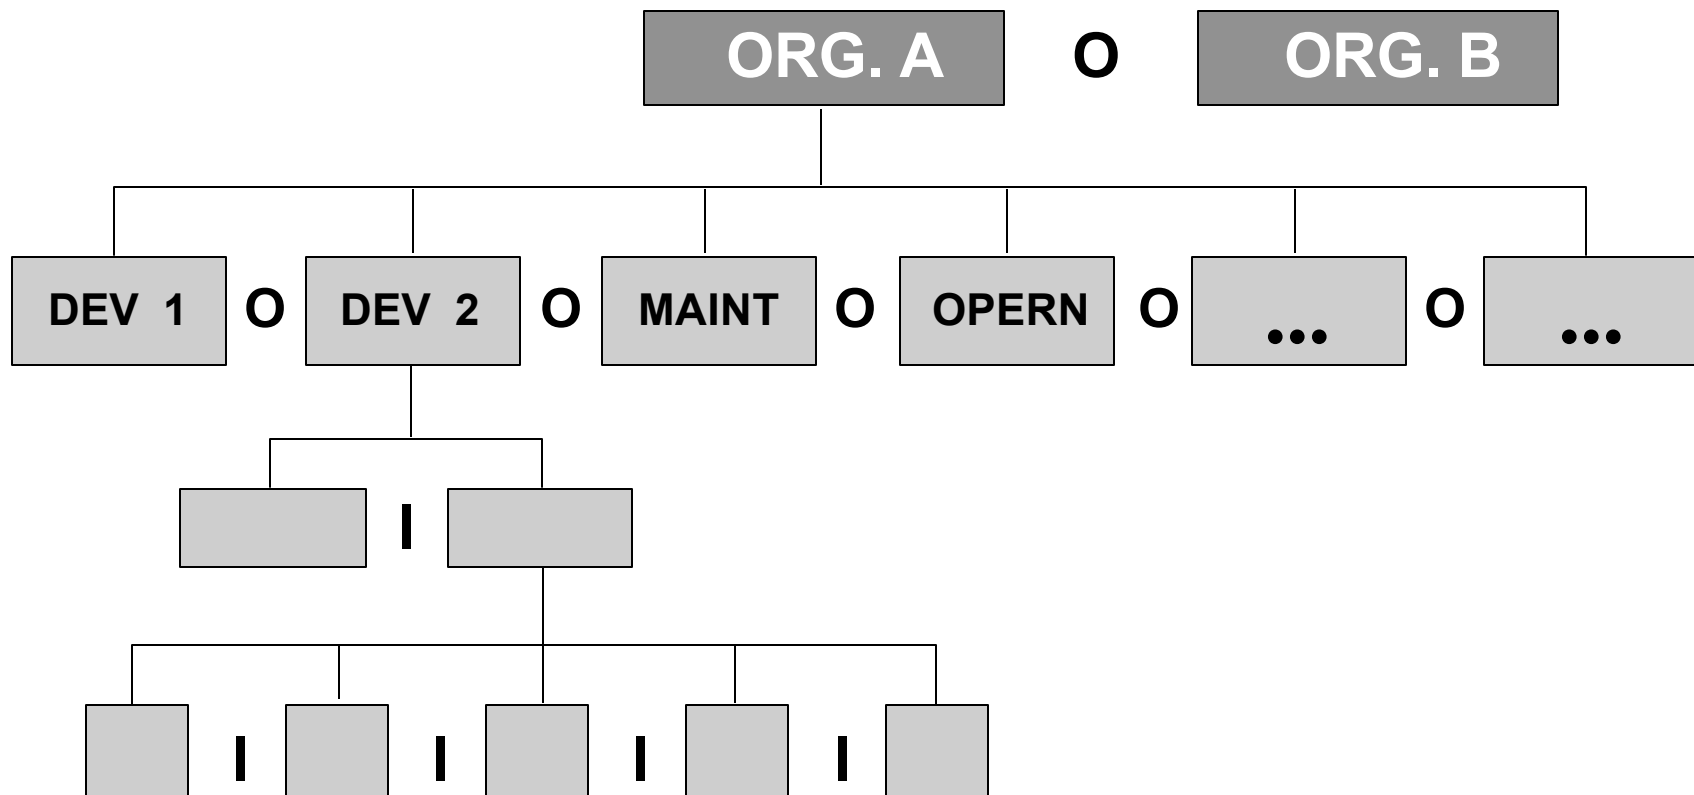 ORG. A O ORG. B
DEV 1 O DEV 2 O MAINT O OPERN O ... O ...
I
I I I I